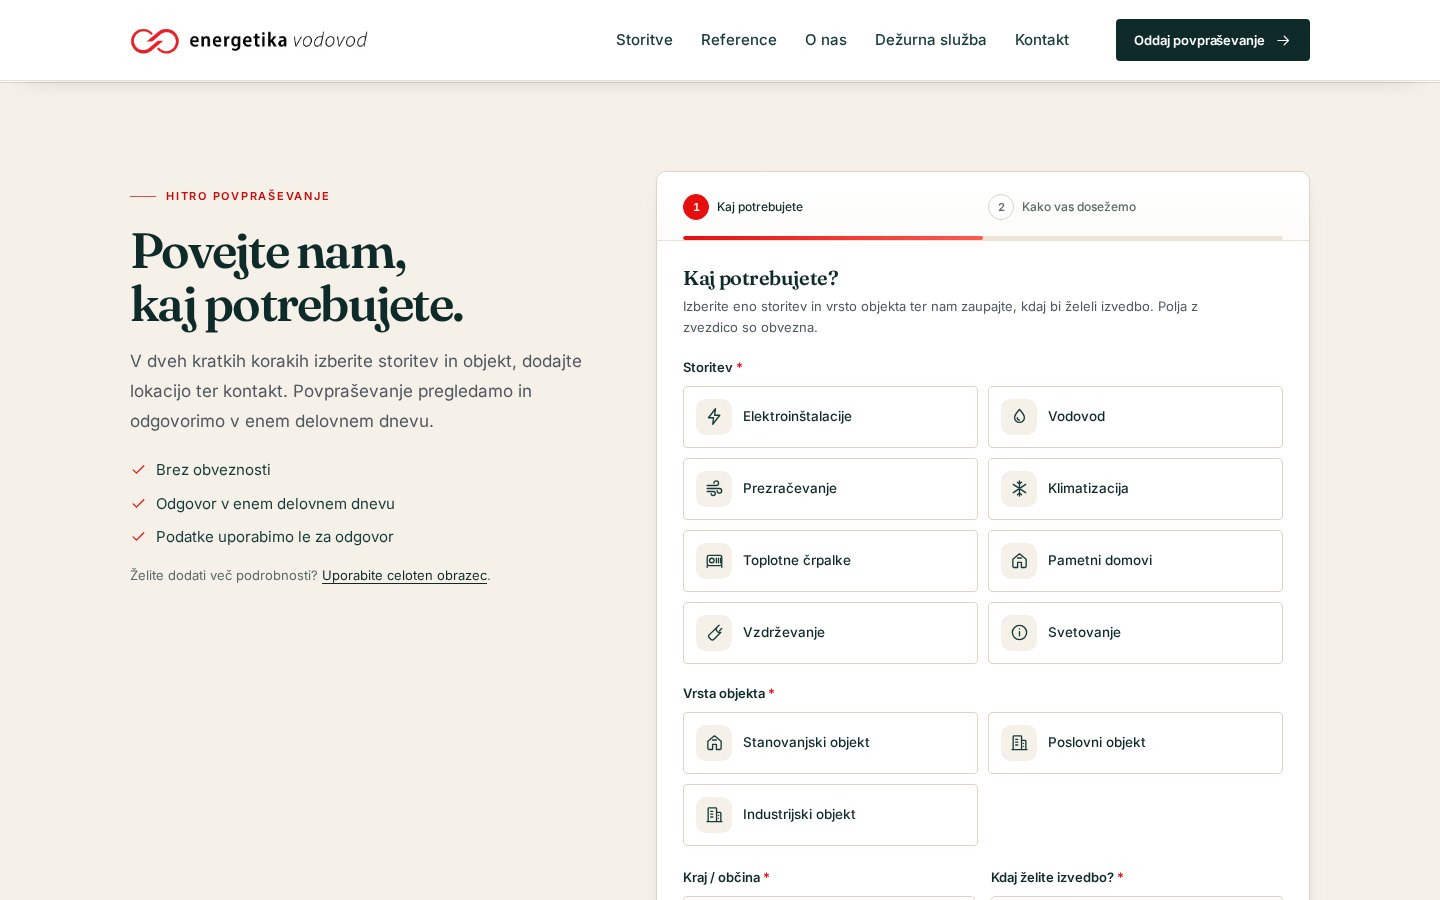 energetika vodovod
Storitve
Reference
O nas
Dežurna služba
Kontakt
Oddaj povpraševanje
HITRO POVPRAŠEVANJE
Povejte nam,
kaj potrebujete.
V dveh kratkih korakih izberite storitev in objekt, dodajte
lokacijo ter kontakt. Povpraševanje pregledamo in
odgovorimo v enem delovnem dnevu.
Brez obveznosti
Odgovor v enem delovnem dnevu
Podatke uporabimo le za odgovor
Želite dodati več podrobnosti? Uporabite celoten obrazec.
1 Kaj potrebujete
2 Kako vas dosežemo
Kaj potrebujete?
Izberite eno storitev in vrsto objekta ter nam zaupajte, kdaj bi želeli izvedbo. Polja z
zvezdico so obvezna.
Storitev *
Elektroinštalacije
Vodovod
Prezračevanje
Klimatizacija
Toplotne črpalke
Pametni domovi
Vzdrževanje
Svetovanje
Vrsta objekta *
Stanovanjski objekt
Poslovni objekt
Industrijski objekt
Kraj / občina *
Kdaj želite izvedbo? *